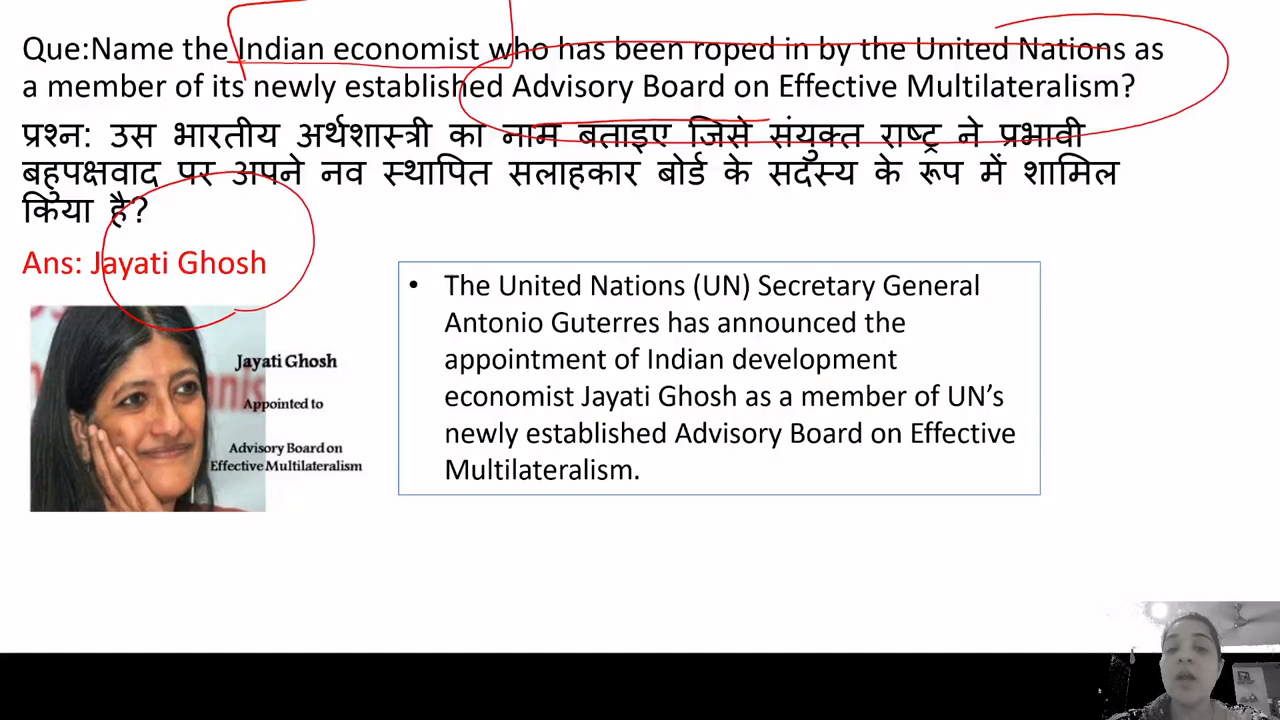 Que:Name the Indian economist who has been roped in by the United Nations as
a member of its newly established Advisory Board on Effective Multilateralism?
प्रश्न: उस भारतीय अर्थशास्त्री का नाम बताइए जिसे संयुक्त राष्ट्र ने प्रभावी
बहुपक्षवाद पर अपने नव स्थापित सलाहकार बोर्ड के सदस्य के रूप में शामिल
किया है?
Ans: Jayati Ghosh
Jayati Ghosh
Appointed to
Advisory Board on
Effective Multilateralism
• The United Nations (UN) Secretary General
Antonio Guterres has announced the
appointment of Indian development
economist Jayati Ghosh as a member of UN’s
newly established Advisory Board on Effective
Multilateralism.